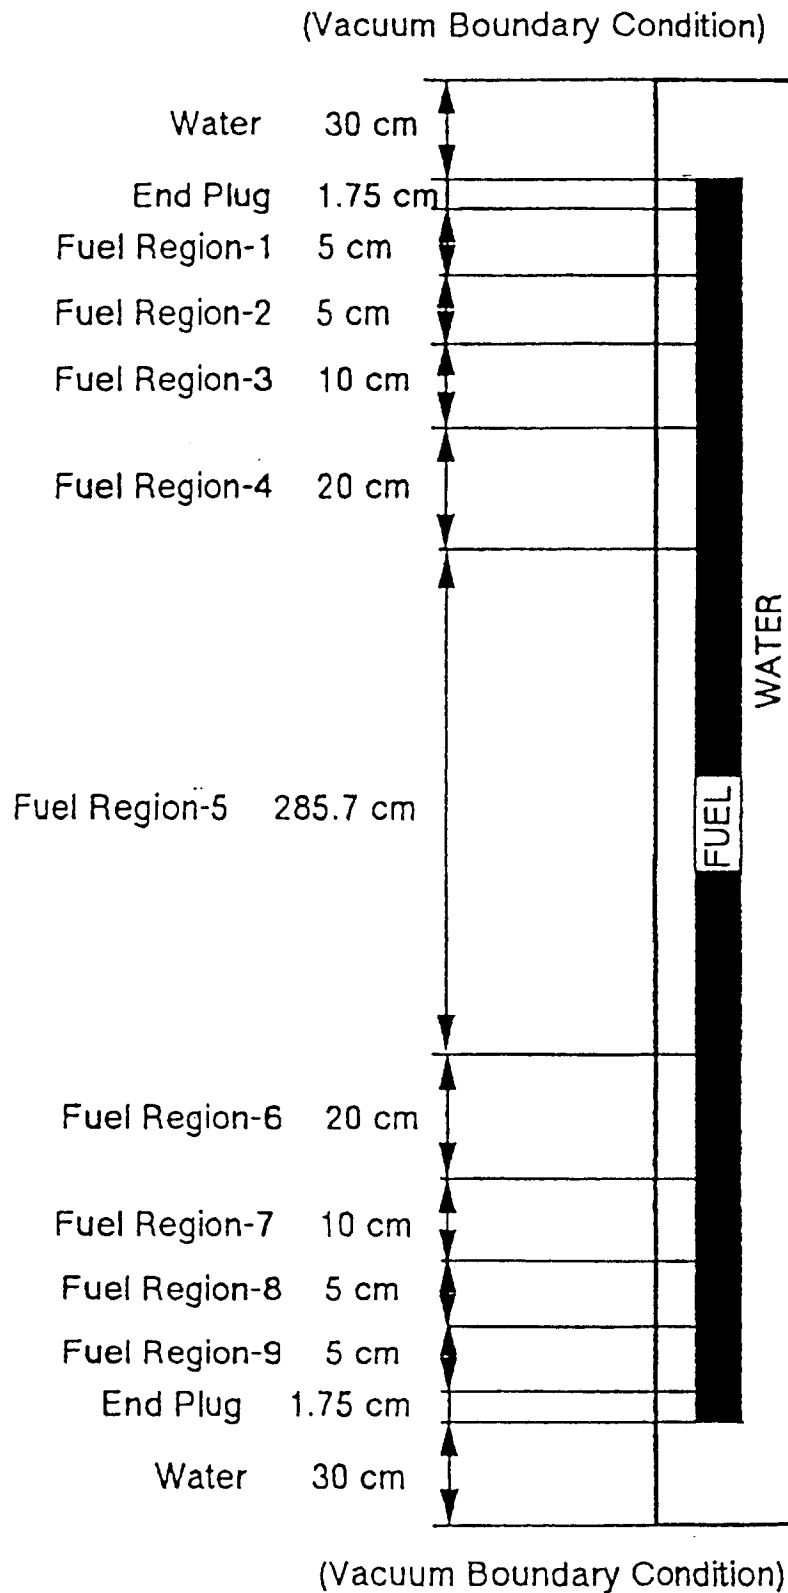 (Vacuum Boundary Condition)
Water 30 cm
End Plug 1.75 cm
Fuel Region-1 5 cm
Fuel Region-2 5 cm
Fuel Region-3 10 cm
Fuel Region-4 20 cm
WATER
Fuel Region-5 285.7 cm
FUEL
Fuel Region-6 20 cm
Fuel Region-7 10 cm
Fuel Region-8 5 cm
Fuel Region-9 5 cm
End Plug 1.75 cm
Water 30 cm
(Vacuum Boundary Condition)